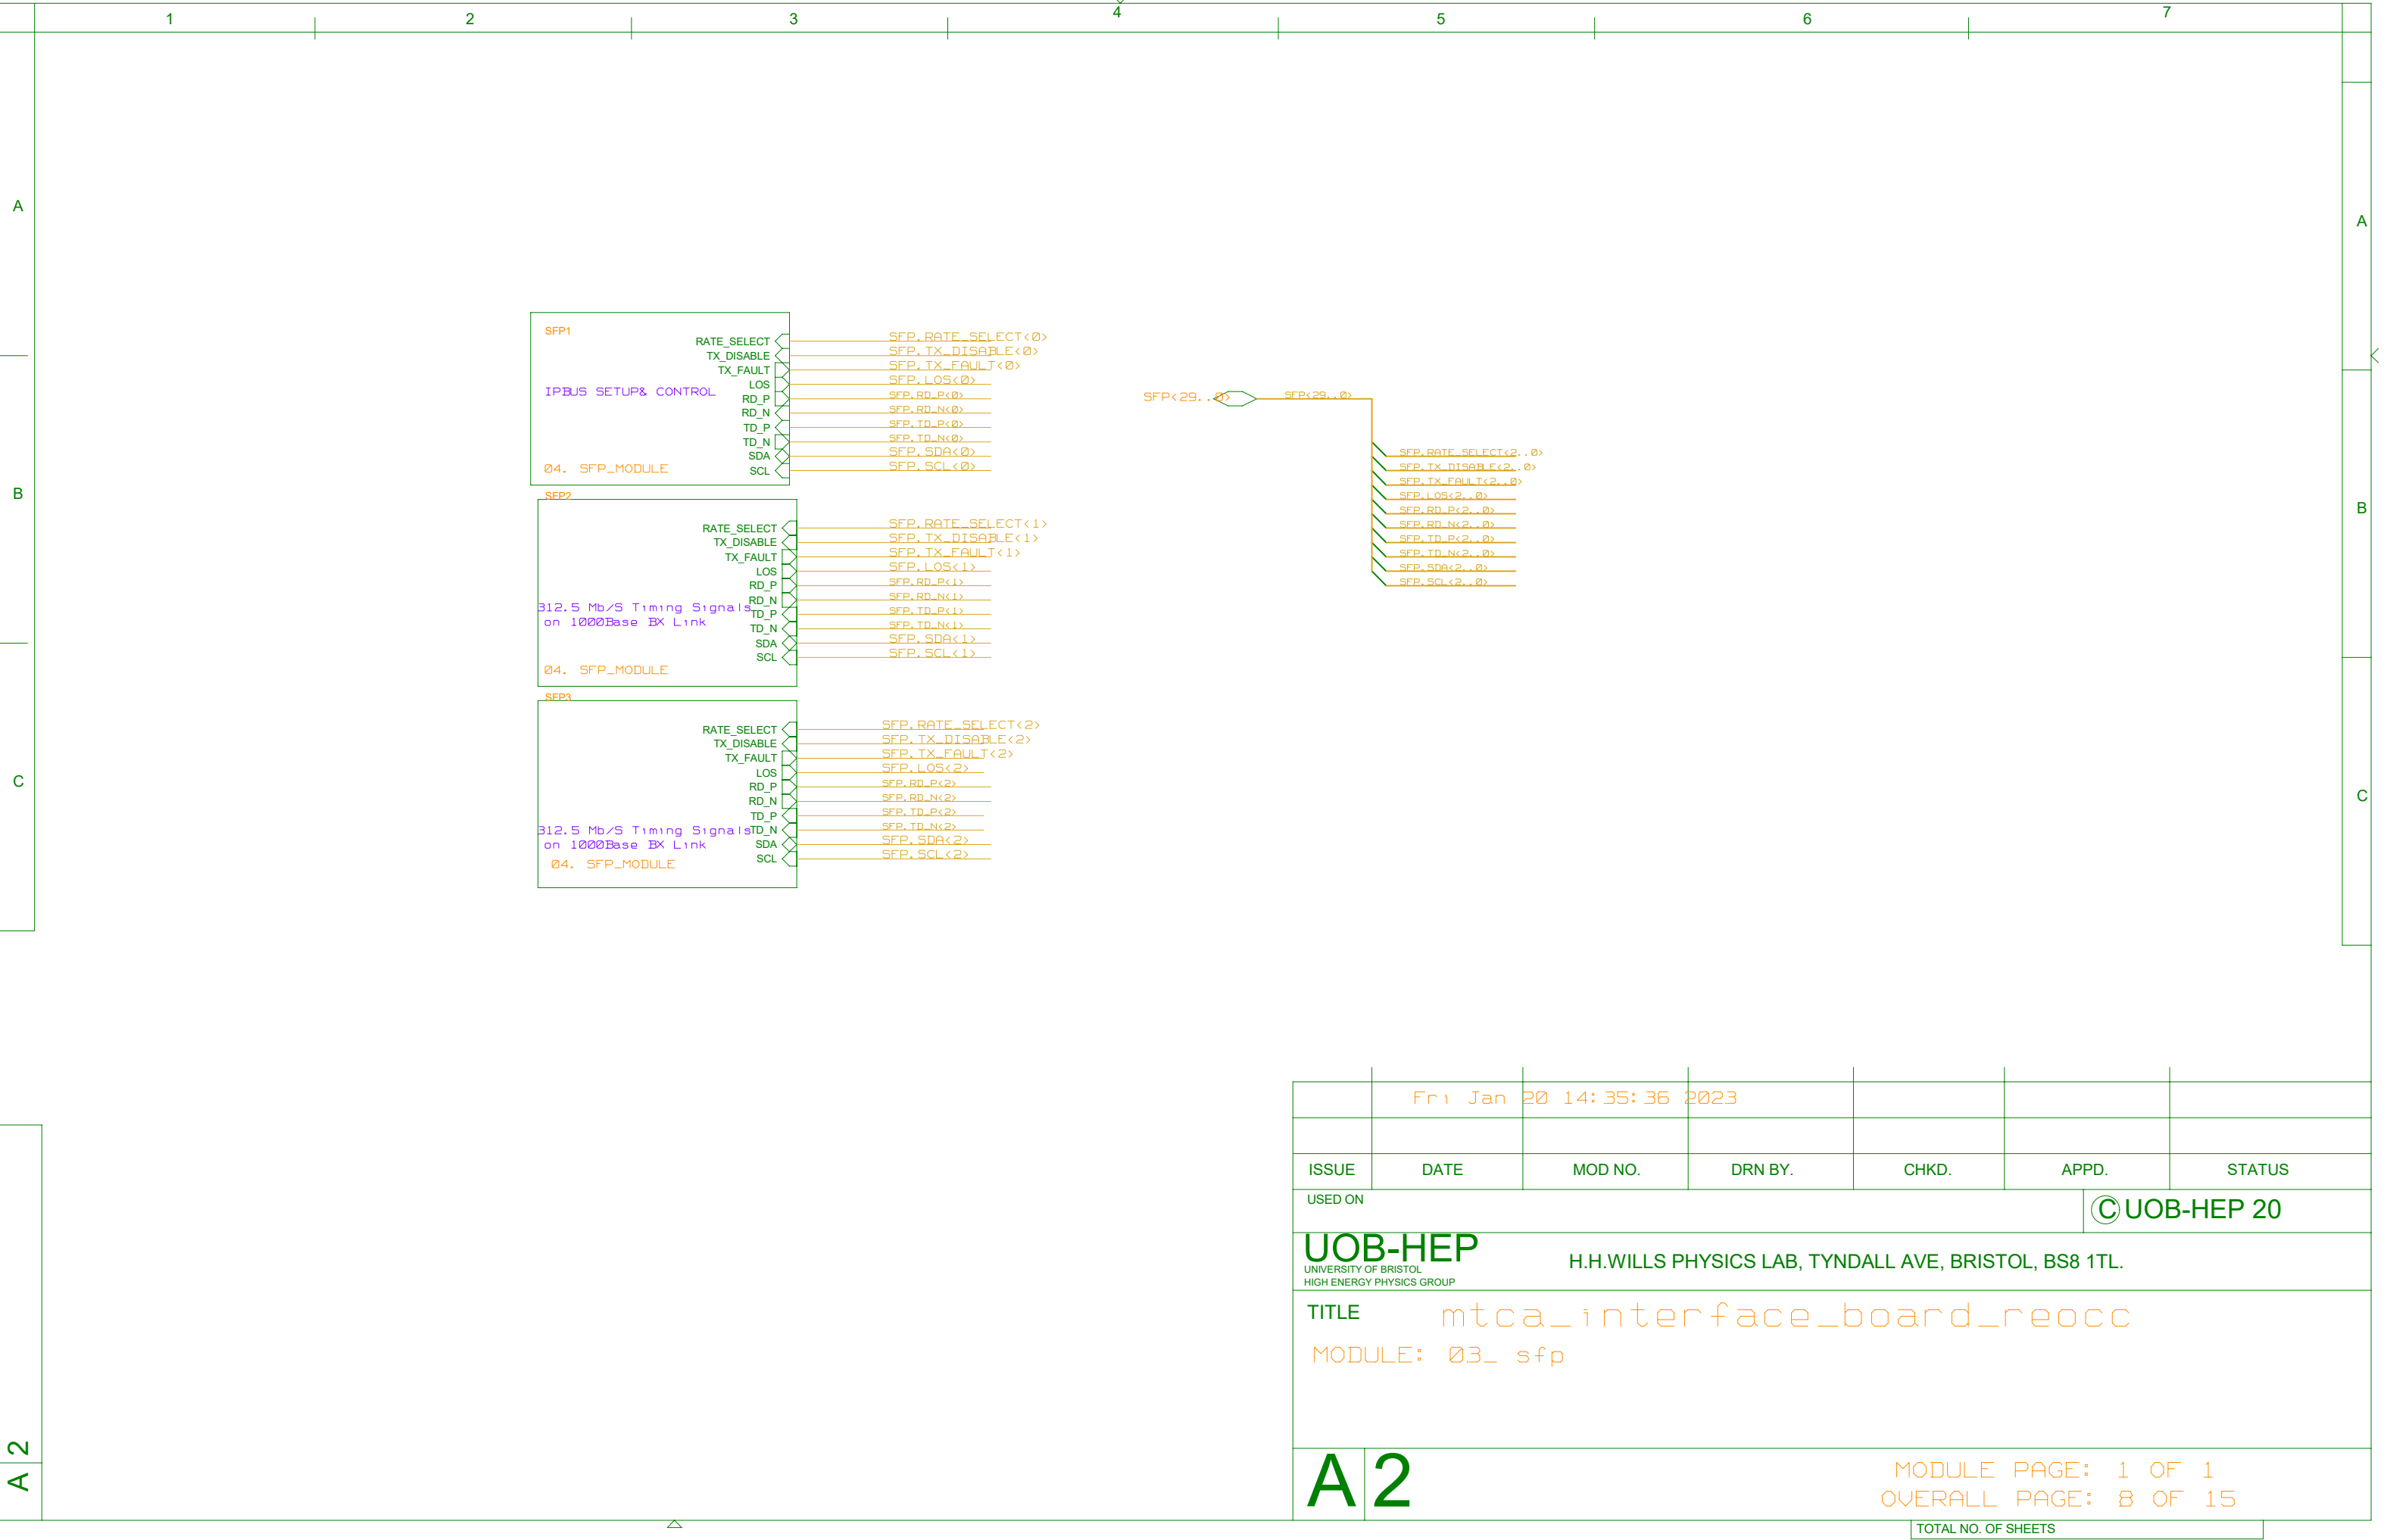 1 2 3 4 5 6 7
A
A
B
B
C
C
SFP1
RATE_SELECT SFP.RATE_SELECT<0>
TX_DISABLE SFP.TX_DISABLE<0>
TX_FAULT SFP.TX_FAULT<0>
LOS SFP.LOS<0>
IPBUS SETUP& CONTROL
RD_P SFP.RD_P<0>
RD_N SFP.RD_N<0>
TD_P SFP.TD_P<0>
TD_N SFP.TD_N<0>
SDA SFP.SDA<0>
04. SFP_MODULE
SCL SFP.SCL<0>
SFP2
RATE_SELECT SFP.RATE_SELECT<1>
TX_DISABLE SFP.TX_DISABLE<1>
TX_FAULT SFP.TX_FAULT<1>
LOS SFP.LOS<1>
RD_P SFP.RD_P<1>
RD_N SFP.RD_N<1>
312.5 Mb/S Timing Signals
on 1000Base BX Link
TD_P SFP.TD_P<1>
TD_N SFP.TD_N<1>
SDA SFP.SDA<1>
SCL SFP.SCL<1>
04. SFP_MODULE
SFP3
RATE_SELECT SFP.RATE_SELECT<2>
TX_DISABLE SFP.TX_DISABLE<2>
TX_FAULT SFP.TX_FAULT<2>
LOS SFP.LOS<2>
RD_P SFP.RD_P<2>
RD_N SFP.RD_N<2>
TD_P SFP.TD_P<2>
312.5 Mb/S Timing Signals
on 1000Base BX Link
TD_N SFP.TD_N<2>
SDA SFP.SDA<2>
SCL SFP.SCL<2>
04. SFP_MODULE
SFP<29..0> SFP<29..0>
SFP.RATE_SELECT<2..0>
SFP.TX_DISABLE<2..0>
SFP.TX_FAULT<2..0>
SFP.LOS<2..0>
SFP.RD_P<2..0>
SFP.RD_N<2..0>
SFP.TD_P<2..0>
SFP.TD_N<2..0>
SFP.SDA<2..0>
SFP.SCL<2..0>
Fri Jan 20 14:35:36 2023
ISSUE DATE MOD NO. DRN BY. CHKD. APPD. STATUS
USED ON
© UOB-HEP 20
UOB-HEP
UNIVERSITY OF BRISTOL
HIGH ENERGY PHYSICS GROUP
H.H.WILLS PHYSICS LAB, TYNDALL AVE, BRISTOL, BS8 1TL.
TITLE mtca_interface_board_reocc
MODULE: 03_ sfp
A 2
A 2
MODULE PAGE: 1 OF 1
OVERALL PAGE: 8 OF 15
TOTAL NO. OF SHEETS